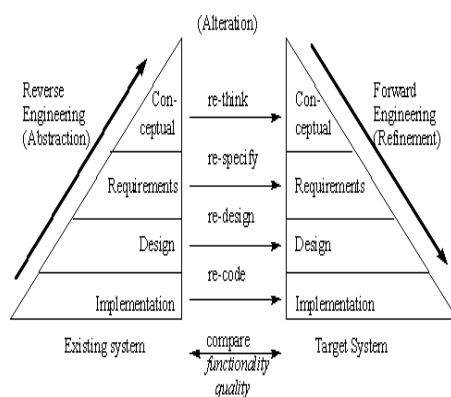 (Alteration)
Reverse
Engineering
(Abstraction)
Con-
ceptual
re-think
Con-
ceptual
Forward
Engineering
(Refinement)
Requirements
re-specify
Requirements
Design
re-design
Design
Implementation
re-code
Implementation
Existing system
compare
functionality
quality
Target System